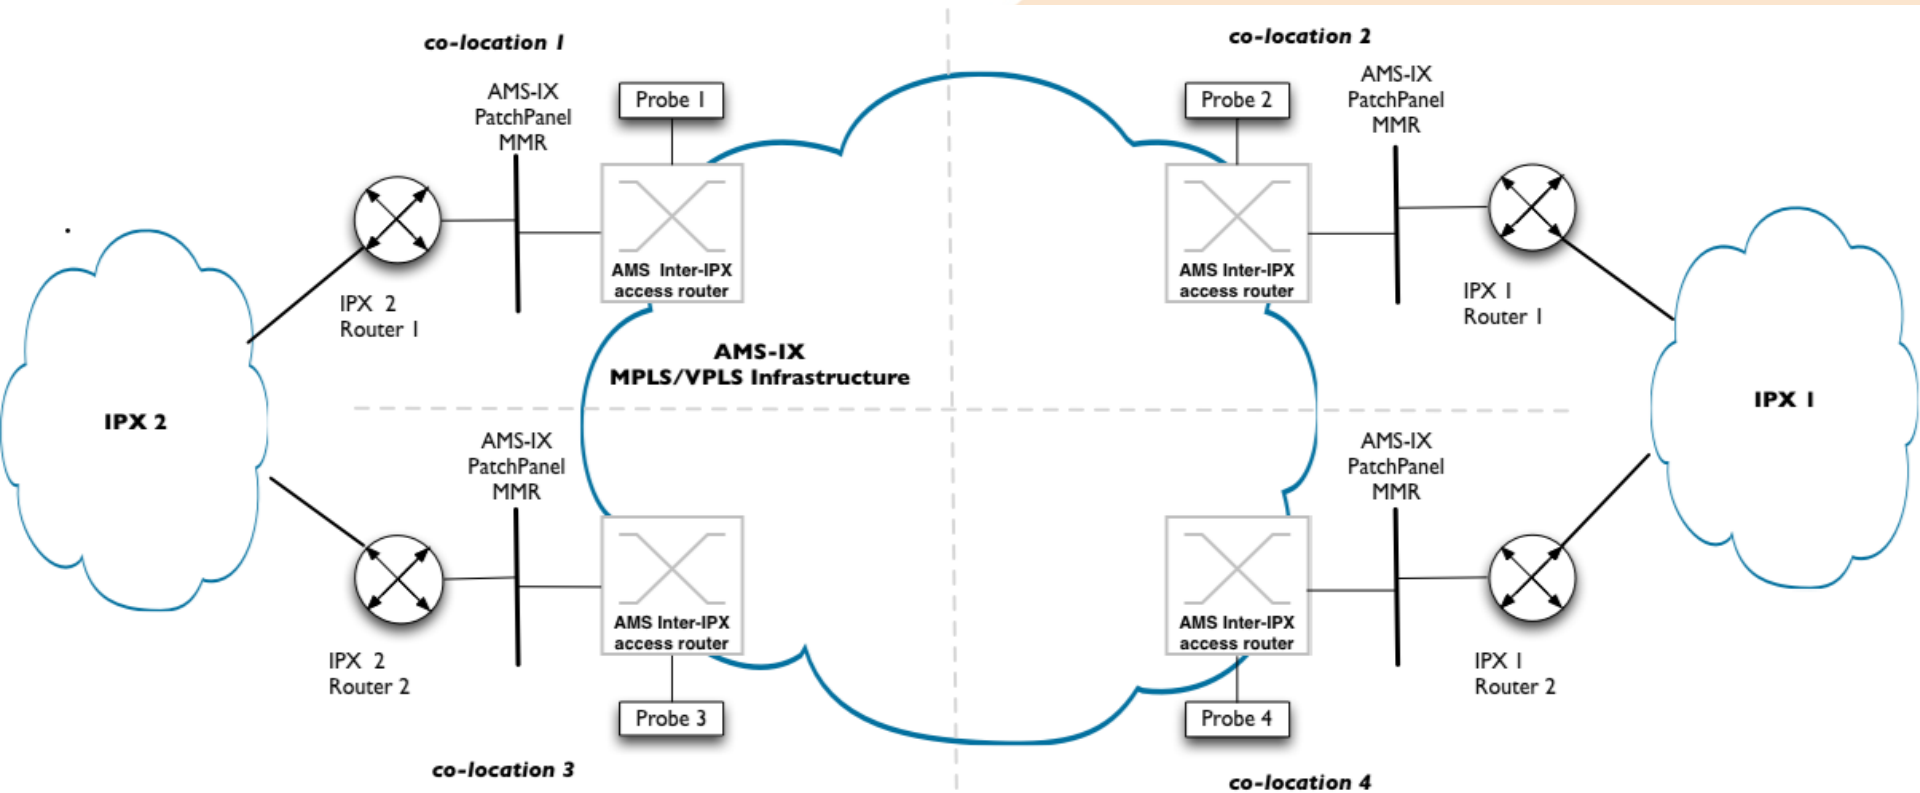 co-location 1
AMS-IX
PatchPanel
MMR
Probe 1
IPX 2
Router 1
AMS Inter-IPX
access router
co-location 2
Probe 2
AMS-IX
PatchPanel
MMR
AMS Inter-IPX
access router
IPX 1
Router 1
AMS-IX
MPLS/VPLS Infrastructure
IPX 2
IPX 1
AMS-IX
PatchPanel
MMR
AMS Inter-IPX
access router
IPX 2
Router 2
Probe 3
co-location 3
AMS-IX
PatchPanel
MMR
AMS Inter-IPX
access router
IPX 1
Router 2
Probe 4
co-location 4